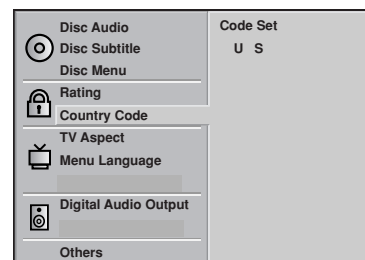 Disc Audio
Disc Subtitle
Disc Menu
Rating
Country Code
TV Aspect
Menu Language
Digital Audio Output
Others
Code Set
U S